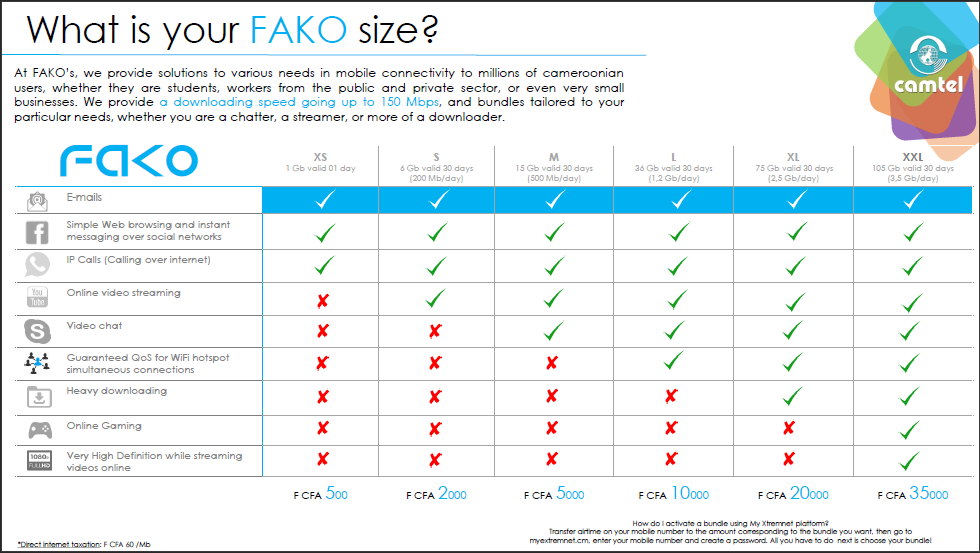 What is your FAKO size?
camtel
At FAKO's, we provide solutions to various needs in mobile connectivity to millions of cameroonian
users, whether they are students, workers from the public and private sector, or even very small
businesses. We provide a downloading speed going up to 150 Mbps, and bundles tailored to your
particular needs, whether you are a chatter, a streamer, or more of a downloader.
FAKO
XS S M L XL XXL
1 Gb valid 01 day 6 Gb valid 30 days 15 Gb valid 30 days 36 Gb valid 30 days 75 Gb valid 30 days 105 Gb valid 30 days
(200 Mb/day) (500 Mb/day) (1,2 Gb/day) (2,5 Gb/day) (3,5 Gb/day)
E-mails
Simple Web browsing and instant
messaging over social networks
IP Calls (Calling over internet)
You
Tube
Online video streaming
Video chat
Guaranteed QoS for WiFi hotspot
simultaneous connections
Heavy downloading
Online Gaming
1080p
FULLHD
Very High Definition while streaming
videos online
F CFA 500 F CFA 2000 F CFA 5000 F CFA 10000 F CFA 20000 F CFA 35000
How do I activate a bundle using My Xtremnet platform?
Transfer airtime on your mobile number to the amount corresponding to the bundle you want, then go to
myextremnet.cm, enter your mobile number and create a password. All you have to do next is choose your bundle!
*Direct internet taxation: F CFA 60 /Mb